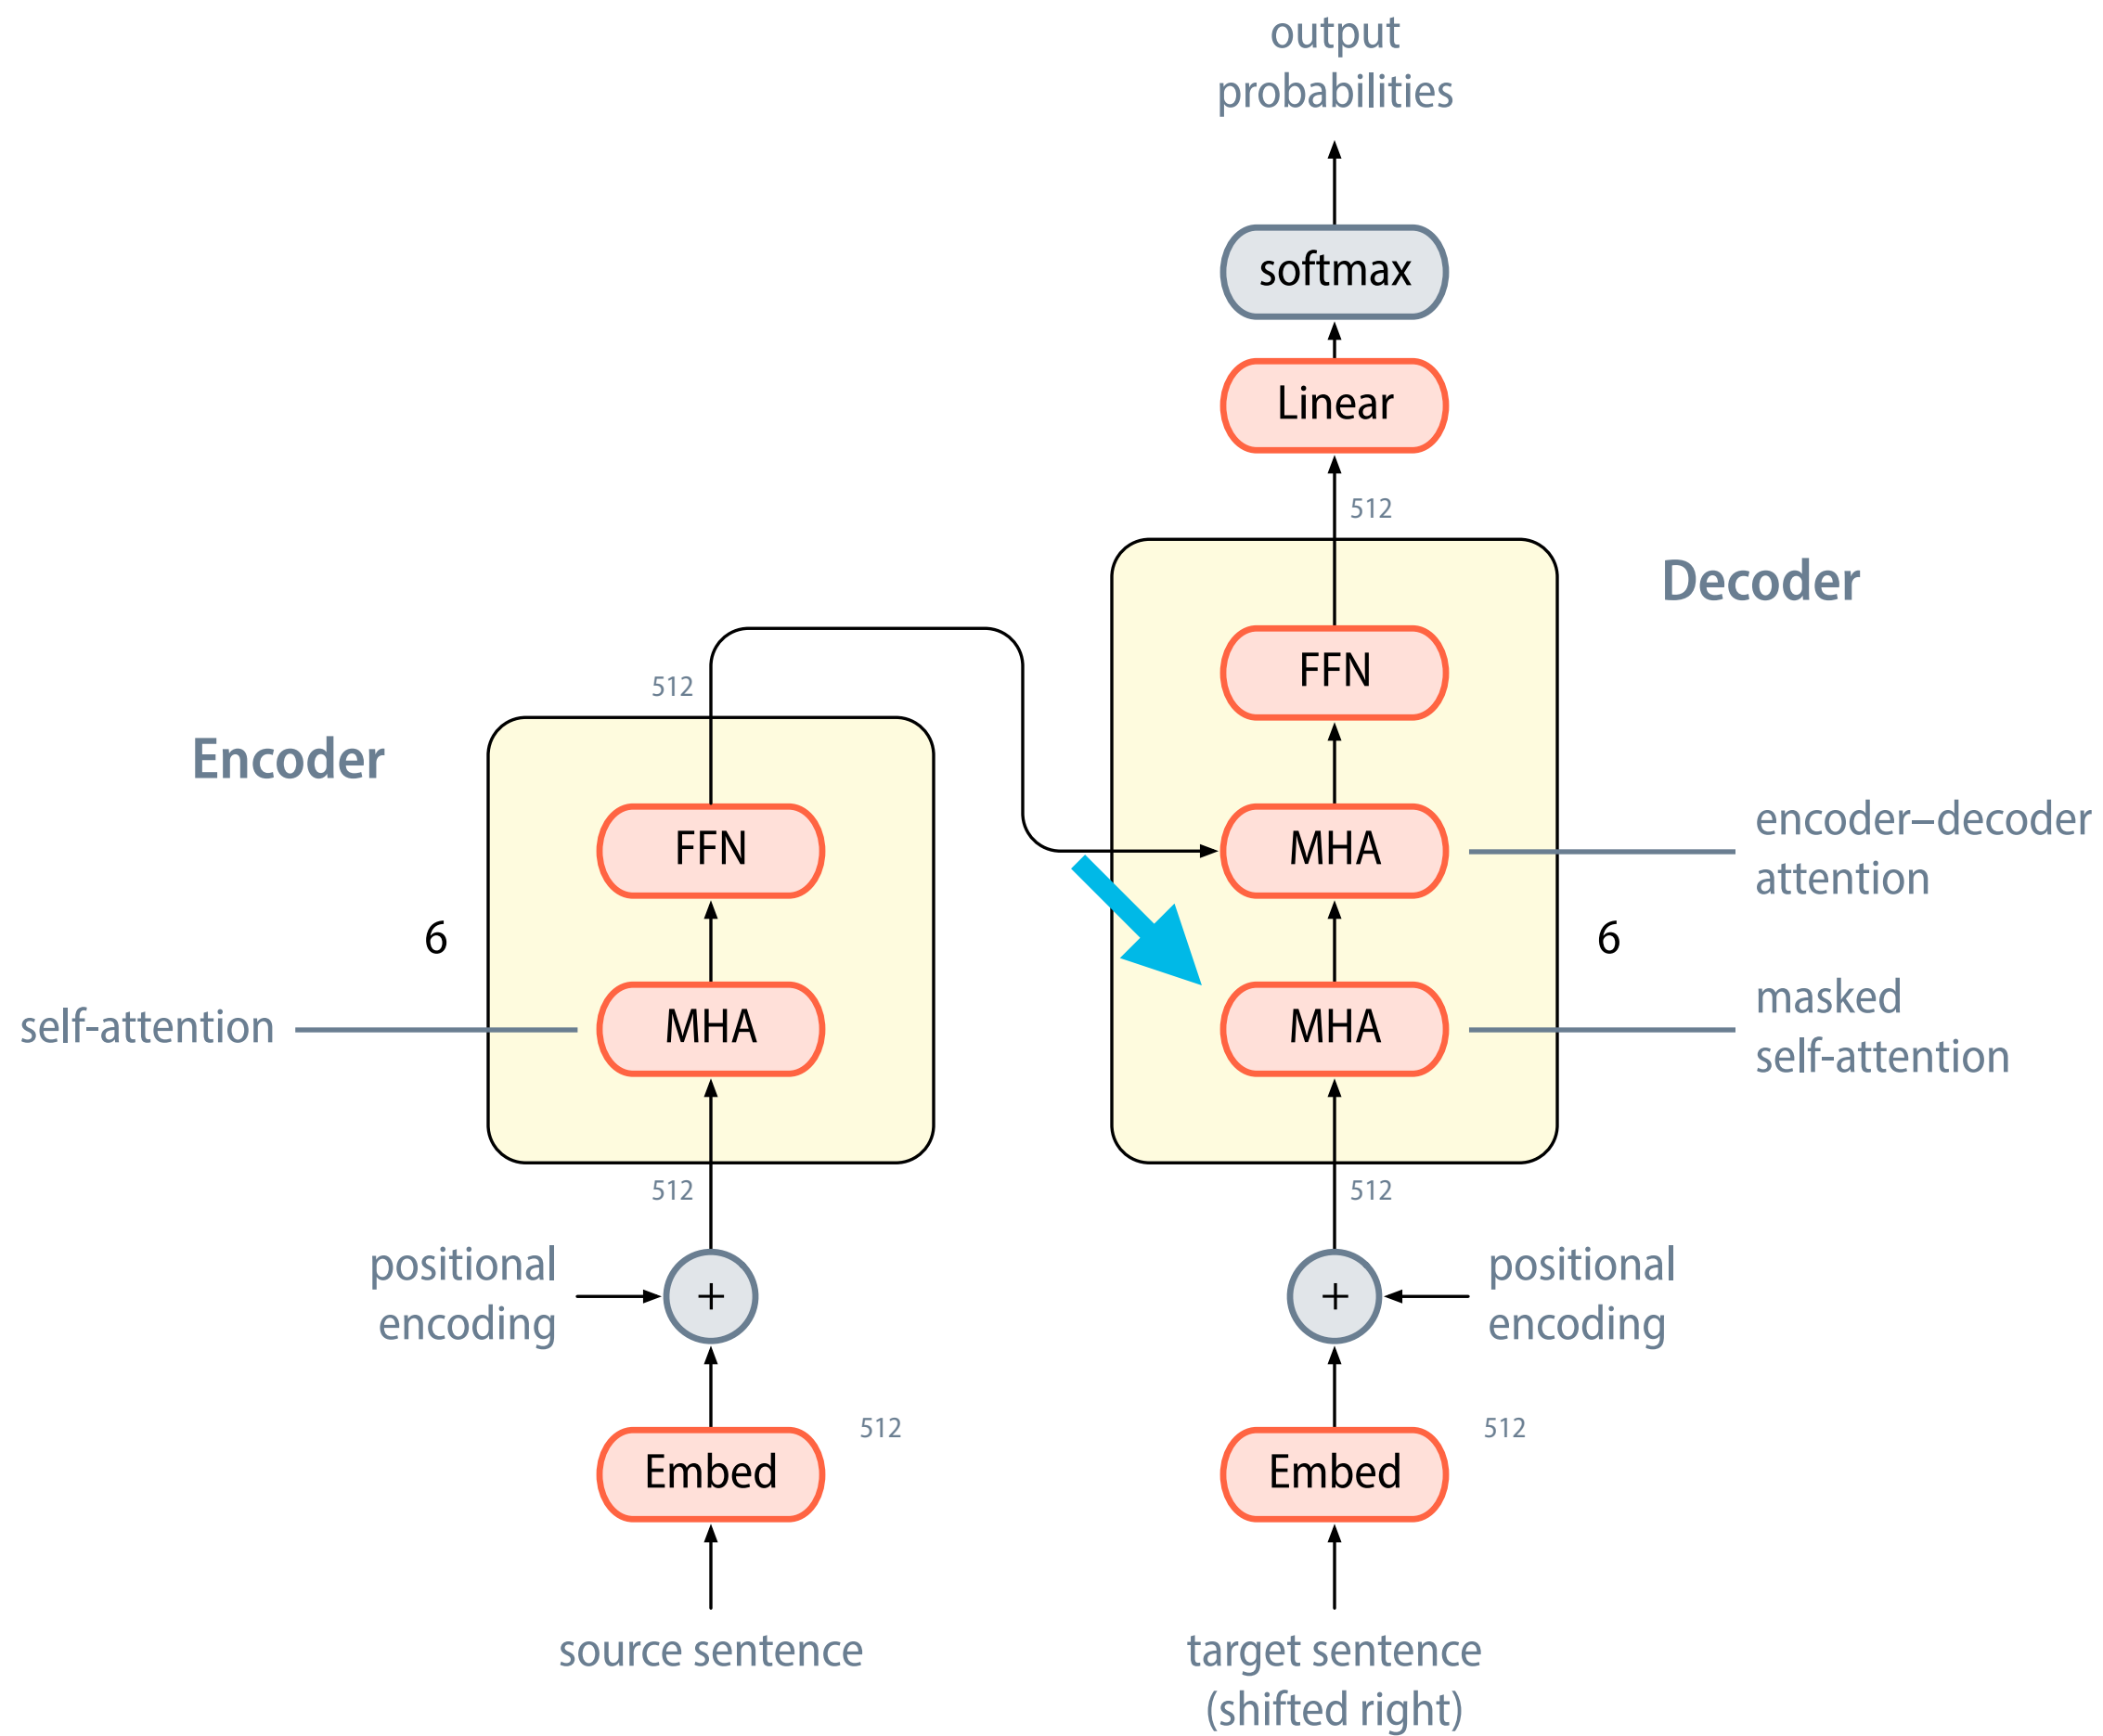 output
probabilities
softmax
Linear
512
Decoder
FFN
512
Encoder
FFN
MHA
encoder–decoder
attention
6
6
self-attention
MHA
MHA
masked
self-attention
512
512
positional
encoding
+
+
positional
encoding
512
512
Embed
Embed
source sentence
target sentence
(shifted right)